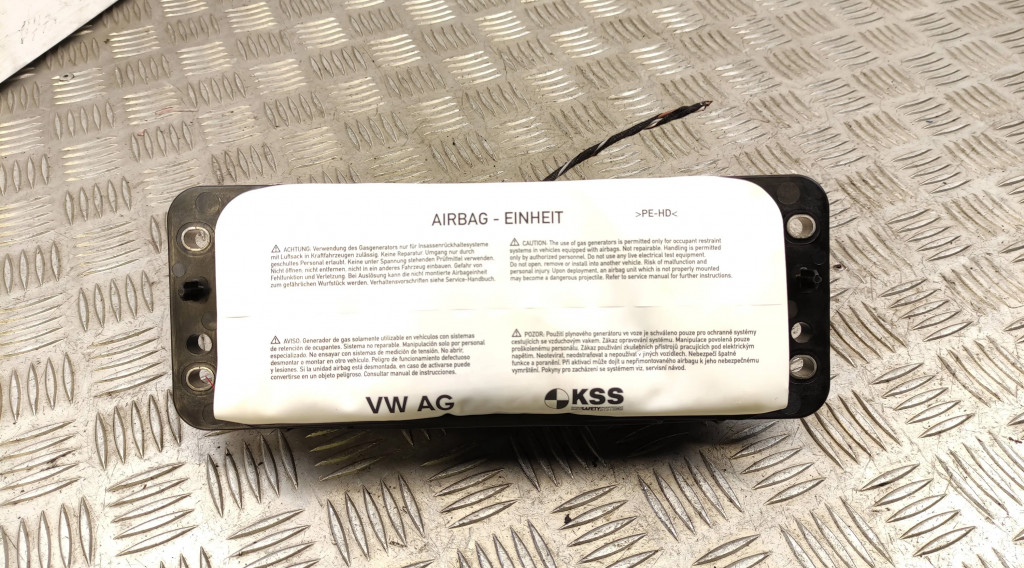 AIRBAG - EINHEIT
>PE-HD<
⚠ ACHTUNG: Verwendung des Gasgenerators nur für Insassenrückhaltesysteme
mit Luftsack in Kraftfahrzeugen zulässig. Keine Reparatur. Umgang nur durch
geschultes Personal erlaubt. Keine unter Spannung stehenden Prüfmittel verwenden.
Nicht öffnen, nicht entfernen, nicht in ein anderes Fahrzeug einbauen. Gefahr von
Fehlfunktion und Verletzung. Bei Auslösung kann die nicht montierte Airbageinheit
zum gefährlichen Wurfstück werden. Verhaltensvorschriften siehe Service-Handbuch.
⚠ CAUTION: The use of gas generators is permitted only for occupant restraint
systems in vehicles equipped with airbags. Not repairable. Handling is permitted
only by authorized personnel. Do not use any live electrical test equipment.
Do not open, remove or install into another vehicle. Risk of malfunction and
personal injury. Upon deployment, an airbag unit which is not properly mounted
may become a dangerous projectile. Refer to service manual for further instructions.
⚠ AVISO: Generador de gas solamente utilizable en vehículos con sistemas
de retención de ocupantes. Sistema no reparable. Manipulación solo por personal
especializado. No ensayar con sistemas de medición de tensión. No abrir,
desmontar o montar en otro vehículo. Peligro de funcionamiento defectuoso
y lesiones. Si la unidad airbag está desmontada, en caso de activarse puede
convertirse en un objeto peligroso. Consultar manual de instrucciones.
⚠ POZOR: Použití plynového generátoru ve voze je schváleno pouze pro ochranné systémy
cestujících se vzduchovým vakem. Zákaz opravování systému. Manipulace povolená pouze
proškolenému personálu. Zákaz používání zkušebních přístrojů pracujících pod elektrickým
napětím. Neotevírat, neodstraňovat a nepoužívat v jiných vozidlech. Nebezpečí špatné
funkce a poranění. Při aktivaci může dojít u nepřimontovaného airbagu k jeho nebezpečnému
vymrštění. Pokyny pro zacházení se systémem viz. servisní návod.
VW AG
KSS